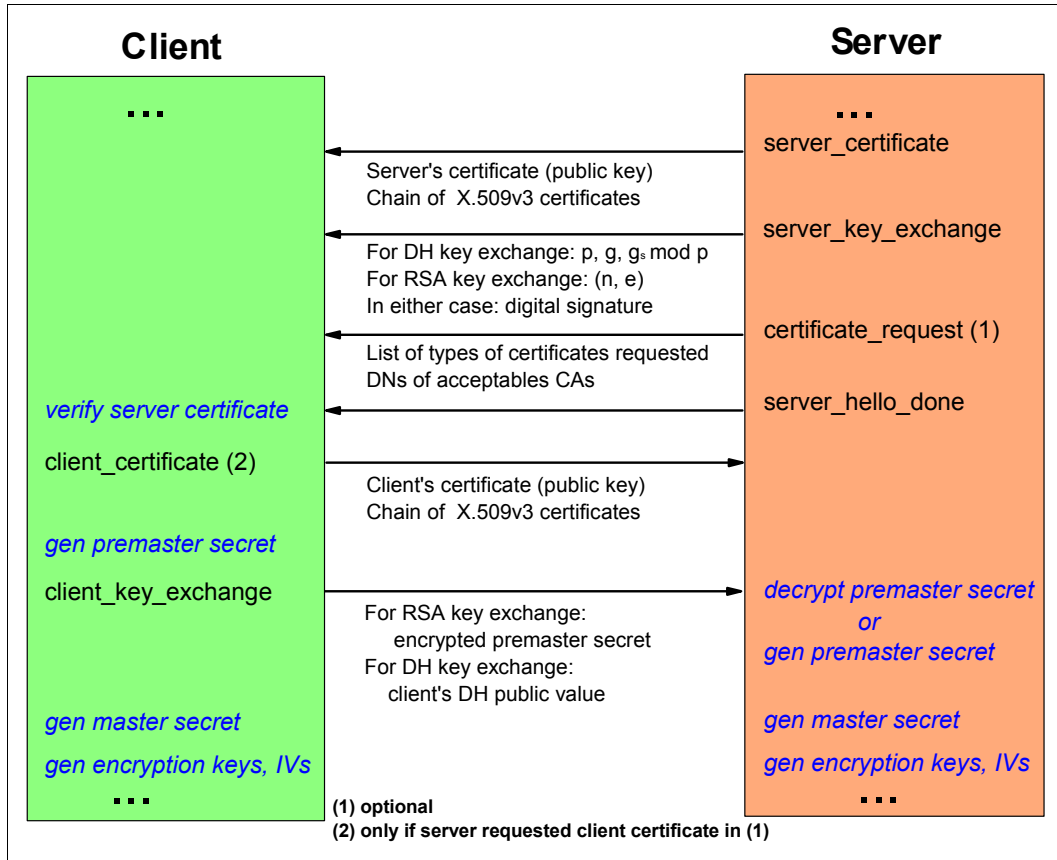 Client
Server
...
...
server_certificate
Server's certificate (public key)
Chain of X.509v3 certificates
server_key_exchange
For DH key exchange: p, g, gₛ mod p
For RSA key exchange: (n, e)
In either case: digital signature
certificate_request (1)
List of types of certificates requested
DNs of acceptables CAs
verify server certificate
server_hello_done
client_certificate (2)
Client's certificate (public key)
Chain of X.509v3 certificates
gen premaster secret
client_key_exchange
For RSA key exchange:
encrypted premaster secret
For DH key exchange:
client's DH public value
decrypt premaster secret
or
gen premaster secret
gen master secret
gen master secret
gen encryption keys, IVs
gen encryption keys, IVs
...
...
(1) optional
(2) only if server requested client certificate in (1)